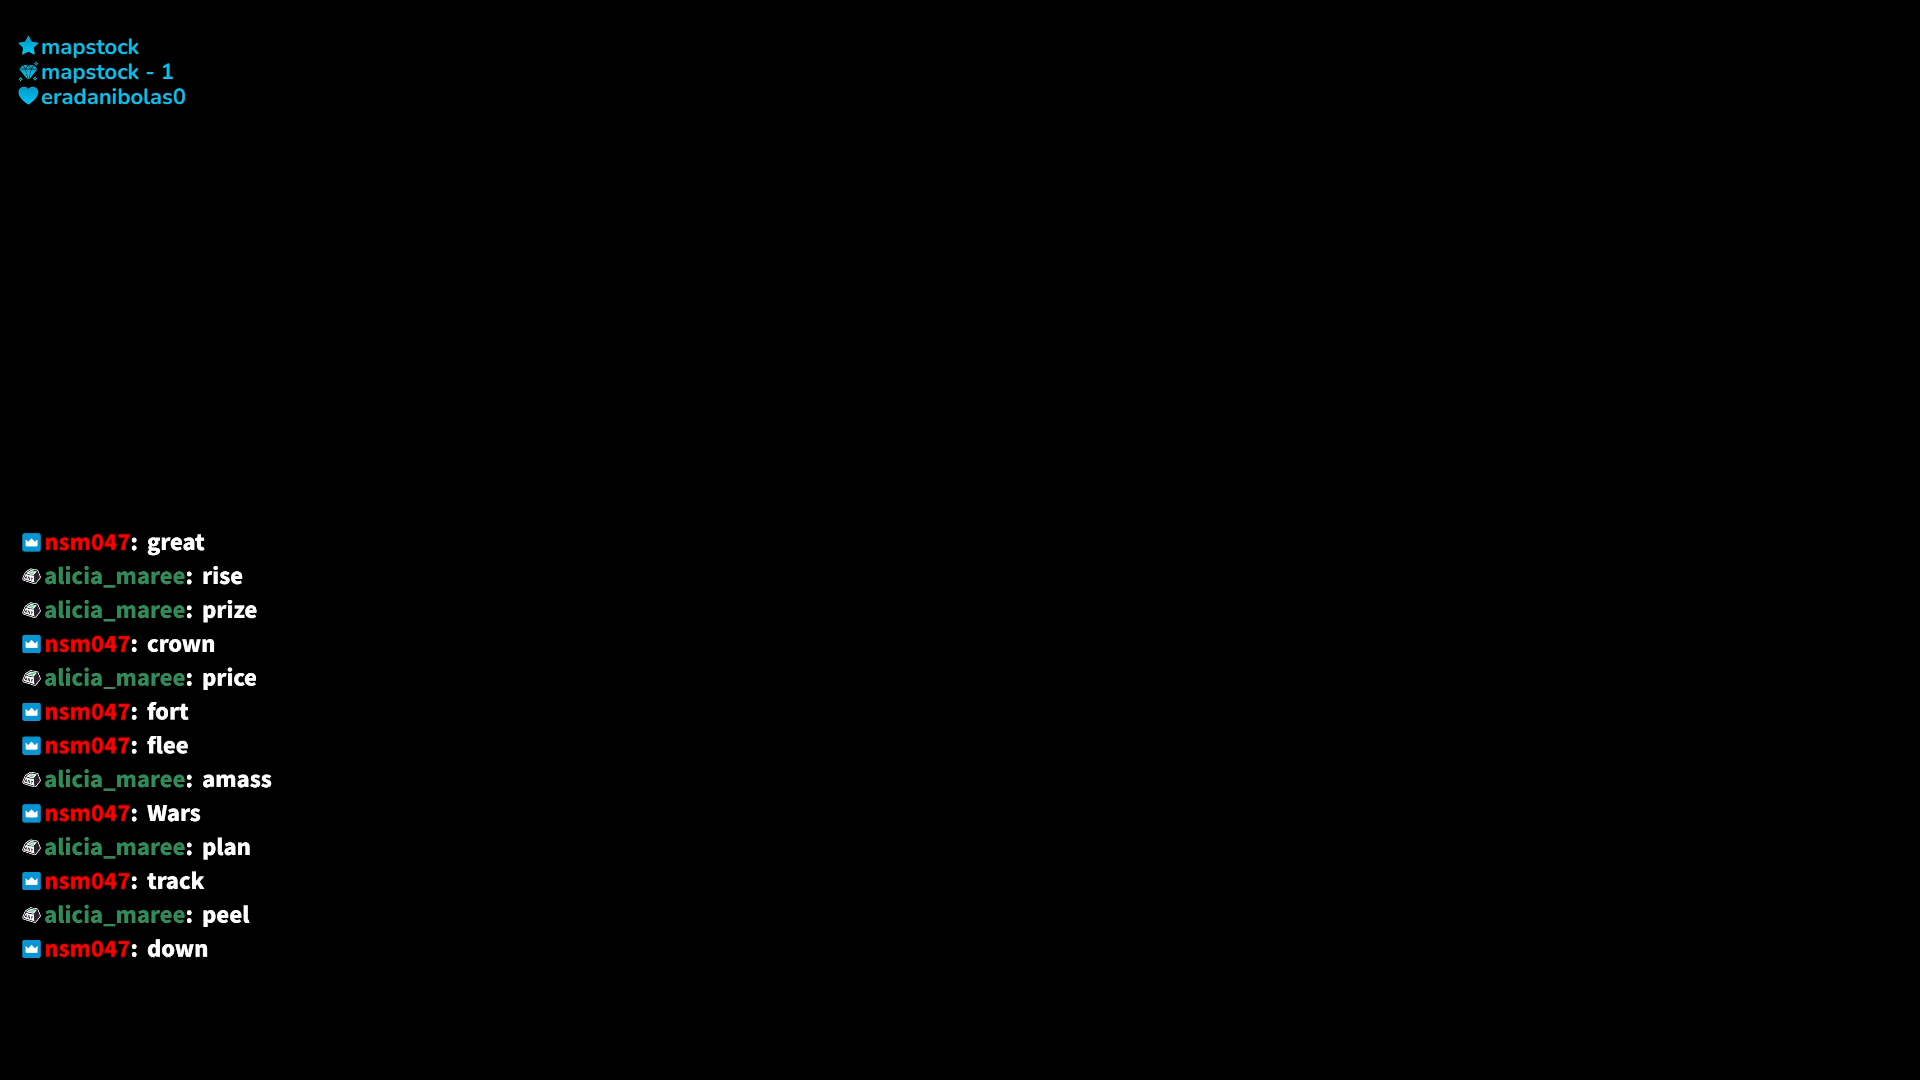 mapstock
mapstock - 1
eradanibolas0
nsm047: great
alicia_maree: rise
alicia_maree: prize
nsm047: crown
alicia_maree: price
nsm047: fort
nsm047: flee
alicia_maree: amass
nsm047: Wars
alicia_maree: plan
nsm047: track
alicia_maree: peel
nsm047: down